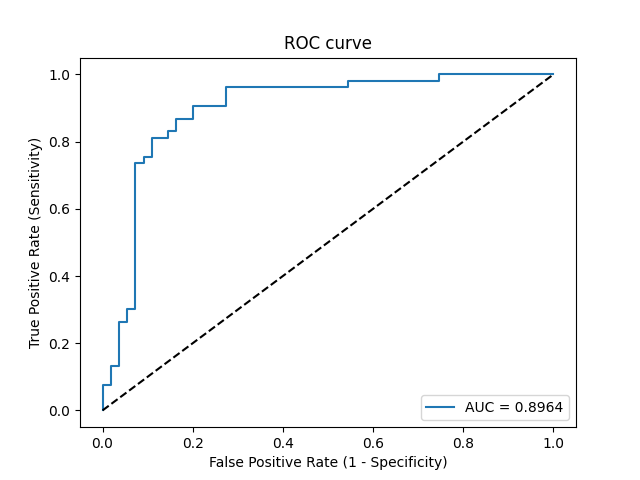 ROC curve
True Positive Rate (Sensitivity)
1.0
0.8
0.6
0.4
0.2
0.0
AUC = 0.8964
0.0 0.2 0.4 0.6 0.8 1.0
False Positive Rate (1 - Specificity)